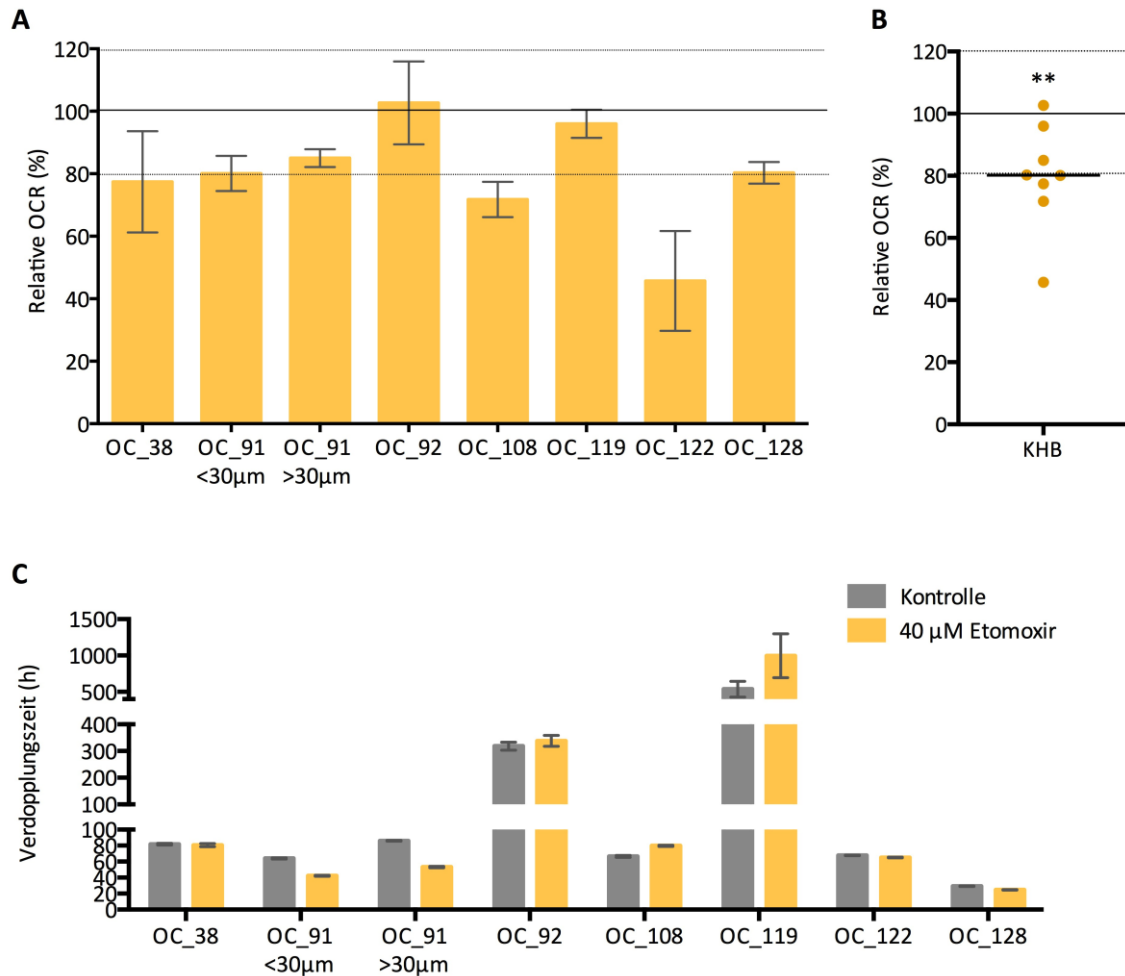 A
Relative OCR (%)
120
100
80
60
40
20
0
OC_38 OC_91 OC_91 OC_92 OC_108 OC_119 OC_122 OC_128
<30μm >30μm
B
Relative OCR (%)
120
100
80
60
40
20
0
**
KHB
C
Kontrolle
40 μM Etomoxir
Verdopplungszeit (h)
1500
1000
500
400
300
200
100
100
80
60
40
20
0
OC_38 OC_91 OC_91 OC_92 OC_108 OC_119 OC_122 OC_128
<30μm >30μm